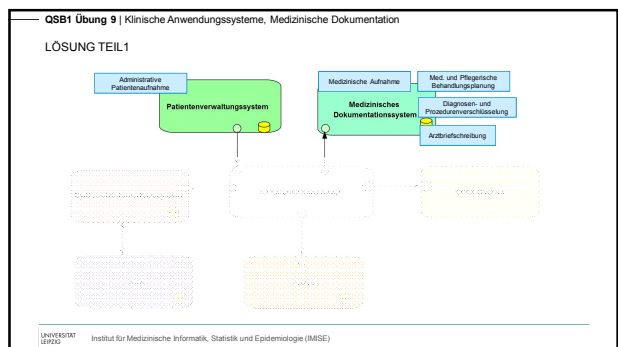 QSB1 Übung 9 | Klinische Anwendungssysteme, Medizinische Dokumentation
LÖSUNG TEIL1
Administrative
Patientenaufnahme
Patientenverwaltungssystem
Medizinische Aufnahme
Med. und Pflegerische
Behandlungsplanung
Medizinisches
Dokumentationssystem
Diagnosen- und
Prozedurenverschlüsselung
Arztbriefschreibung
UNIVERSITÄT
LEIPZIG
Institut für Medizinische Informatik, Statistik und Epidemiologie (IMISE)